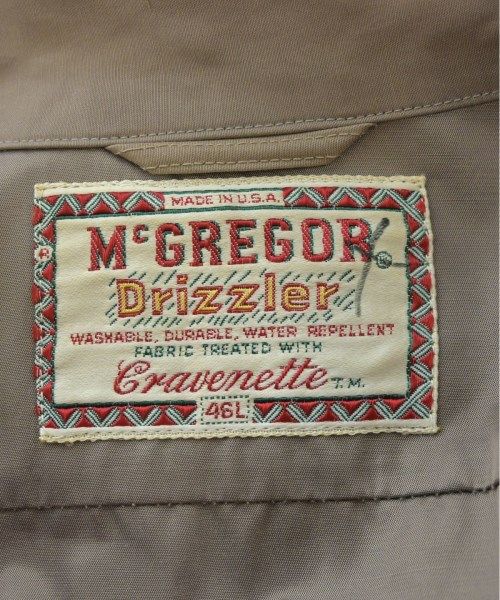 MADE IN U.S.A.
McGREGOR
Drizzler
WASHABLE, DURABLE, WATER REPELLENT
FABRIC TREATED WITH
Cravenette T.M.
46L